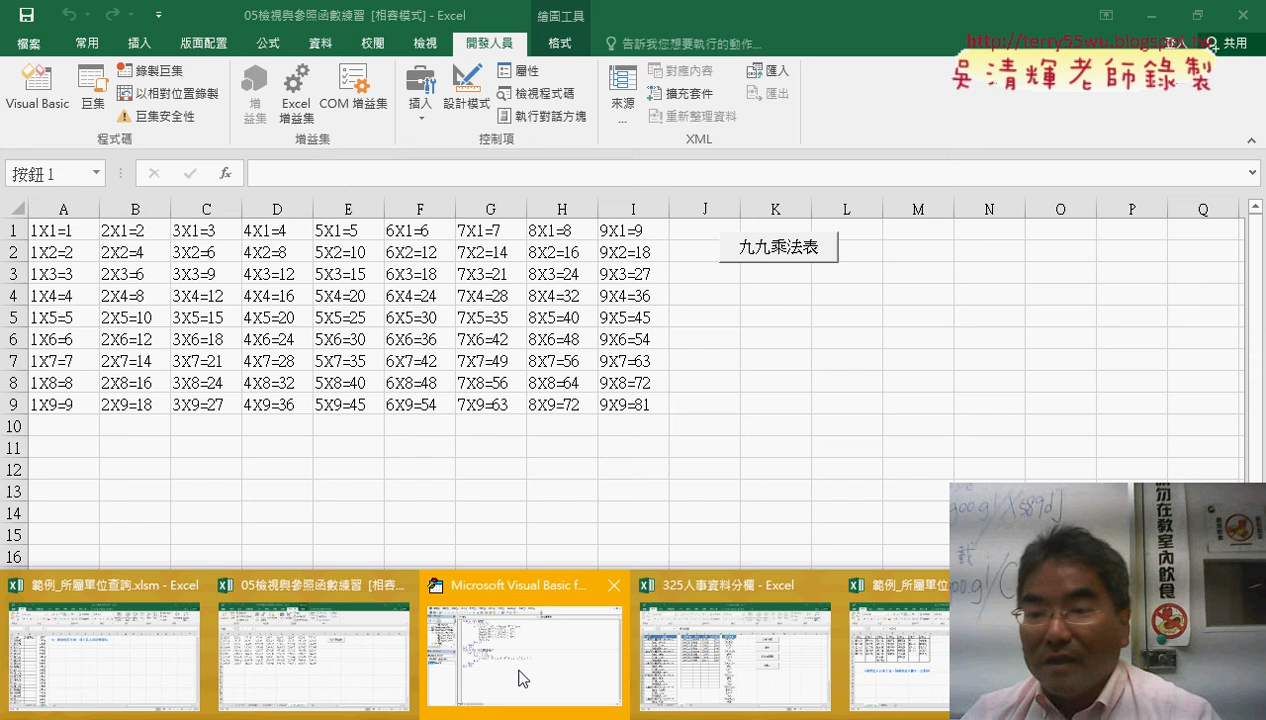 05檢視與參照函數練習 [相容模式] - Excel
繪圖工具
檔案 常用 插入 版面配置 公式 資料 校閱 檢視 開發人員 格式 告訴我您想要執行的動作... 登入 共用
http://terry55wu.blogspot.tw
吳清輝老師錄製
Visual Basic 巨集 錄製巨集 以相對位置錄製 巨集安全性
增益集 Excel 增益集 COM 增益集
插入 設計模式 屬性 檢視程式碼 執行對話方塊
來源... 對應內容 擴充套件 重新整理資料 匯入 匯出
程式碼 增益集 控制項 XML
按鈕 1 fx
A B C D E F G H I J K L M N O P Q
1 1X1=1 2X1=2 3X1=3 4X1=4 5X1=5 6X1=6 7X1=7 8X1=8 9X1=9
九九乘法表
2 1X2=2 2X2=4 3X2=6 4X2=8 5X2=10 6X2=12 7X2=14 8X2=16 9X2=18
3 1X3=3 2X3=6 3X3=9 4X3=12 5X3=15 6X3=18 7X3=21 8X3=24 9X3=27
4 1X4=4 2X4=8 3X4=12 4X4=16 5X4=20 6X4=24 7X4=28 8X4=32 9X4=36
5 1X5=5 2X5=10 3X5=15 4X5=20 5X5=25 6X5=30 7X5=35 8X5=40 9X5=45
6 1X6=6 2X6=12 3X6=18 4X6=24 5X6=30 6X6=36 7X6=42 8X6=48 9X6=54
7 1X7=7 2X7=14 3X7=21 4X7=28 5X7=35 6X7=42 7X7=49 8X7=56 9X7=63
8 1X8=8 2X8=16 3X8=24 4X8=32 5X8=40 6X8=48 7X8=56 8X8=64 9X8=72
9 1X9=9 2X9=18 3X9=27 4X9=36 5X9=45 6X9=54 7X9=63 8X9=72 9X9=81
10
11
12
13
14
15
16
勿在教室內飲食
範例_所屬單位查詢.xlsm - Excel
05檢視與參照函數練習 [相容...
Microsoft Visual Basic f...
325人事資料分欄 - Excel
範例_所屬單位